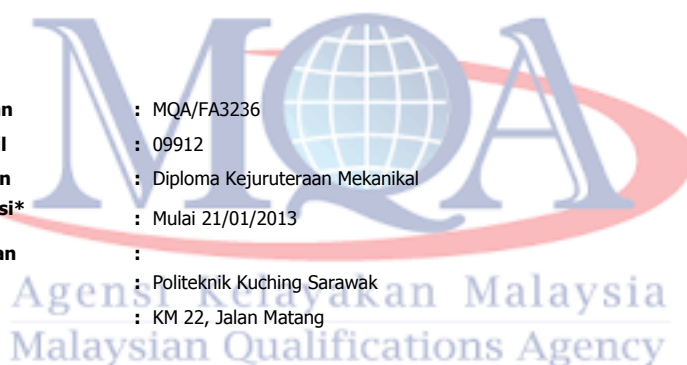 MQA
an : MQA/FA3236
l : 09912
n : Diploma Kejuruteraan Mekanikal
si* : Mulai 21/01/2013
an :
: Politeknik Kuching Sarawak
: KM 22, Jalan Matang
Agensi Kelayakan Malaysia
Malaysian Qualifications Agency